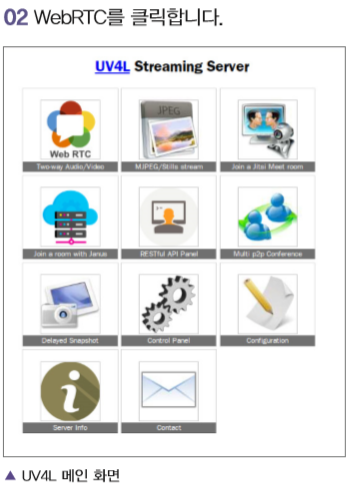 02 WebRTC를 클릭합니다.
UV4L Streaming Server
JPEG
Web RTC
Two-way Audio/Video
MJPEG/Stills stream
Join a Jitsi Meet room
Join a room with Janus
RESTful API Panel
Multi p2p Conference
Delayed Snapshot
Control Panel
Configuration
Server Info
Contact
▲ UV4L 메인 화면